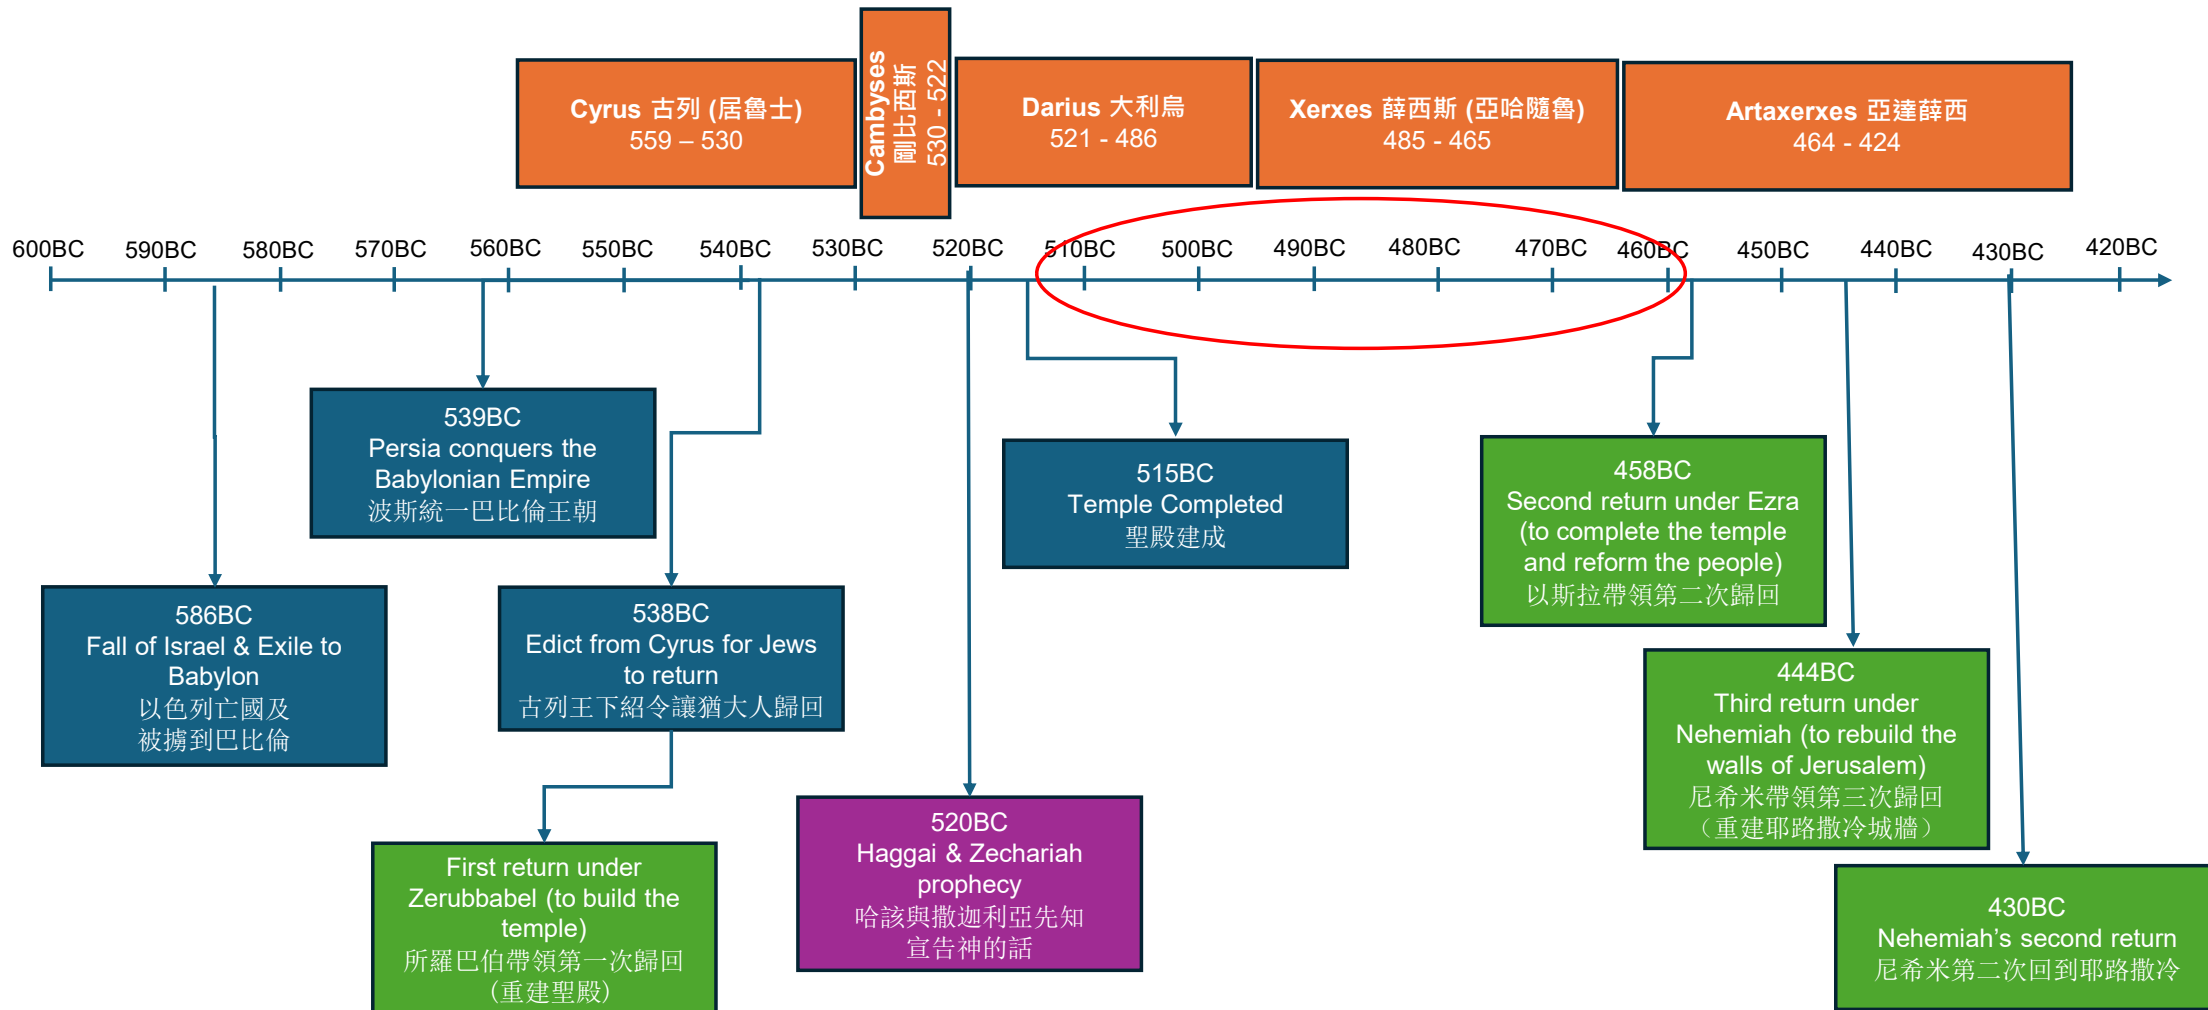 Cyrus 古列 (居魯士)
559 – 530
Cambyses
剛比西斯
530 - 522
Darius 大利烏
521 - 486
Xerxes 薛西斯 (亞哈隨魯)
485 - 465
Artaxerxes 亞達薛西
464 - 424
600BC 590BC 580BC 570BC 560BC 550BC 540BC 530BC 520BC 510BC 500BC 490BC 480BC 470BC 460BC 450BC 440BC 430BC 420BC
586BC
Fall of Israel & Exile to
Babylon
以色列亡國及
被擄到巴比倫
539BC
Persia conquers the
Babylonian Empire
波斯統一巴比倫王朝
538BC
Edict from Cyrus for Jews
to return
古列王下紹令讓猶大人歸回
First return under
Zerubbabel (to build the
temple)
所羅巴伯帶領第一次歸回
（重建聖殿）
520BC
Haggai & Zechariah
prophecy
哈該與撒迦利亞先知
宣告神的話
515BC
Temple Completed
聖殿建成
458BC
Second return under Ezra
(to complete the temple
and reform the people)
以斯拉帶領第二次歸回
444BC
Third return under
Nehemiah (to rebuild the
walls of Jerusalem)
尼希米帶領第三次歸回
（重建耶路撒冷城牆）
430BC
Nehemiah’s second return
尼希米第二次回到耶路撒冷